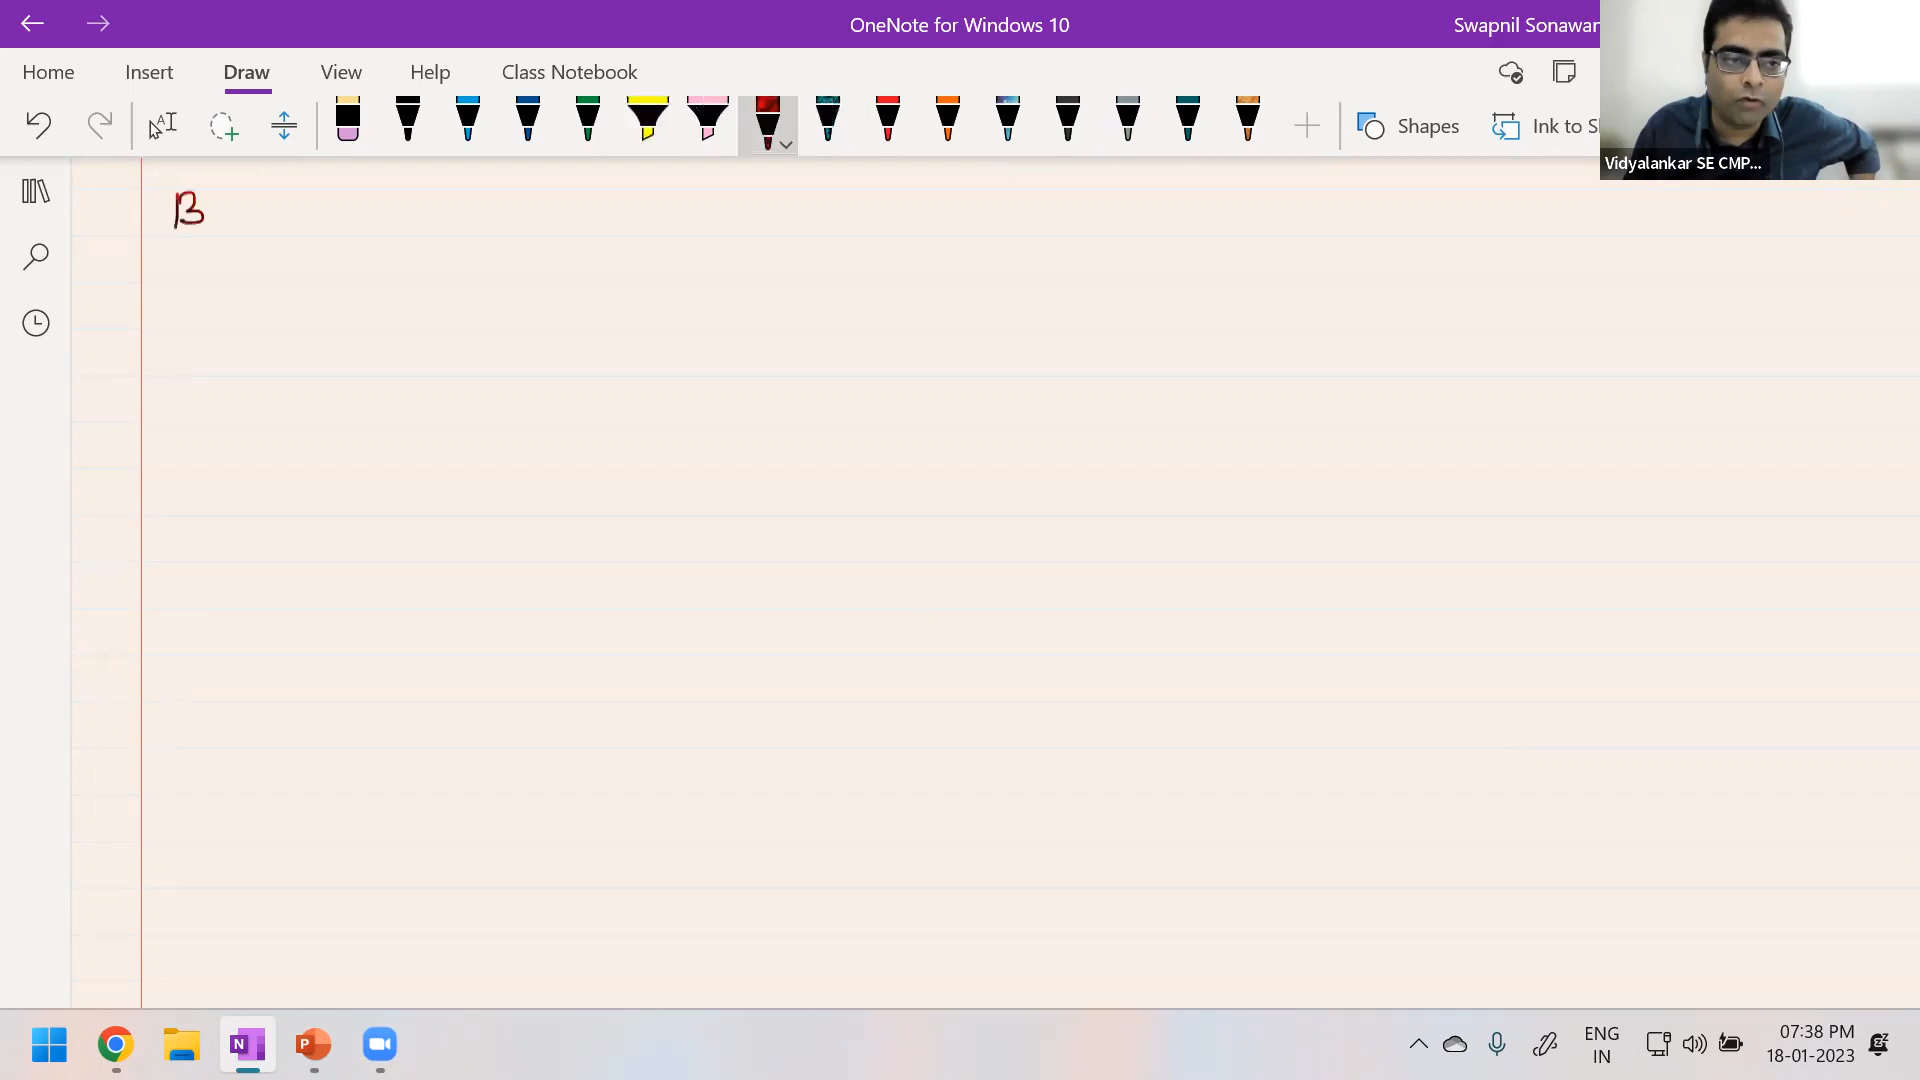 OneNote for Windows 10
Swapnil Sonawan
Home Insert Draw View Help Class Notebook
Shapes
Ink to S
Vidyalankar SE CMP...
B
ENG
IN
07:38 PM
18-01-2023